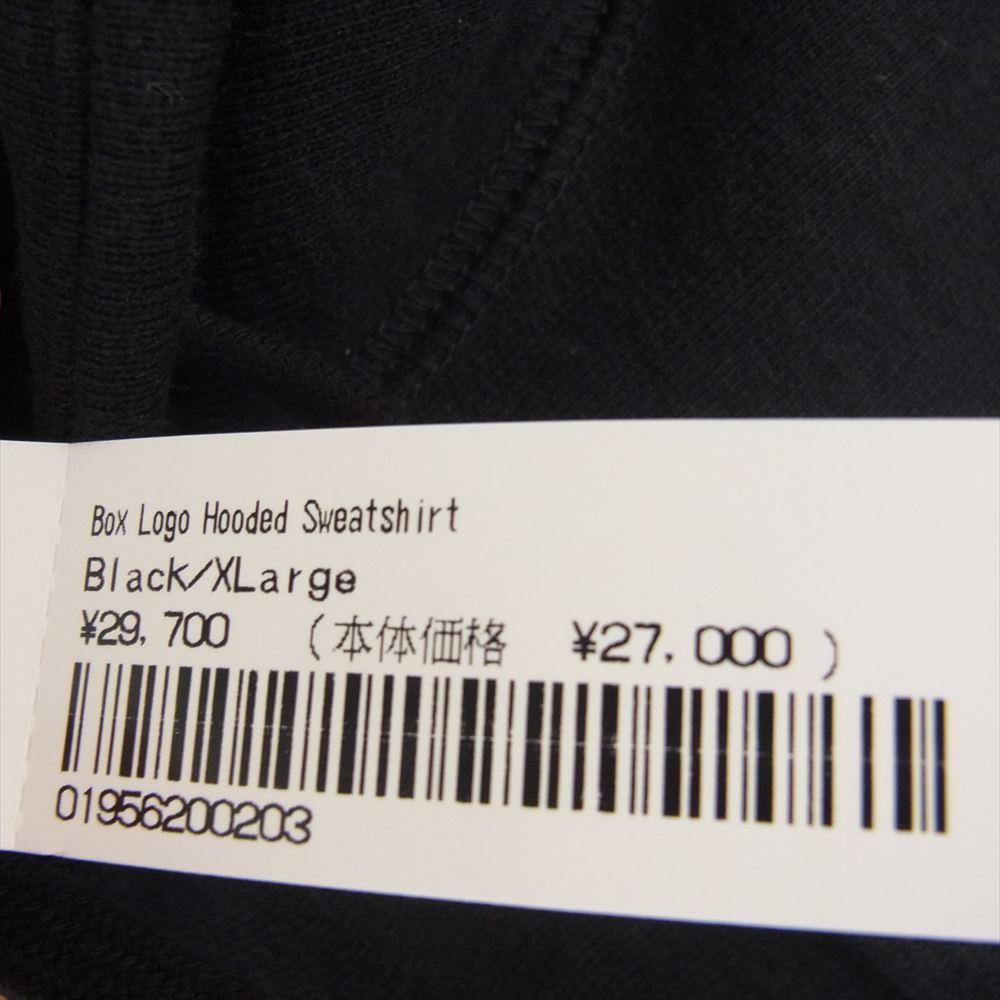 Box Logo Hooded Sweatshirt
Black/XLarge
¥29,700 (本体価格 ¥27,000)
01956200203